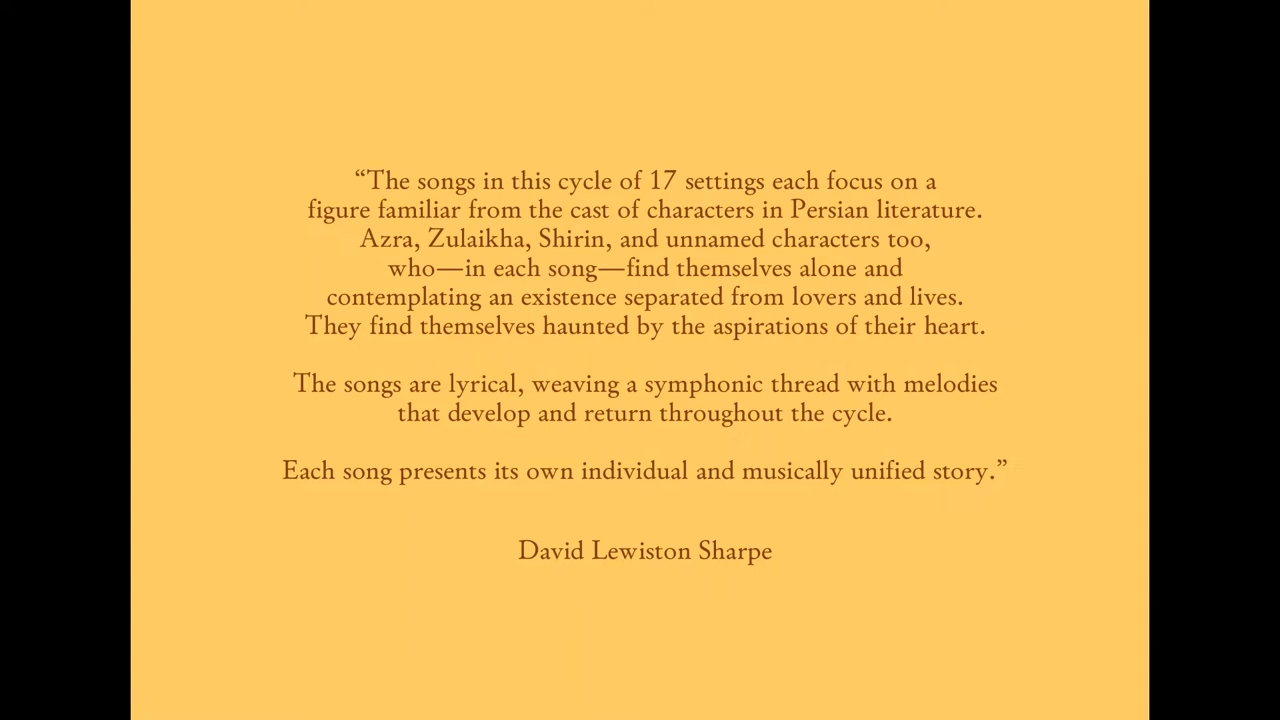 “The songs in this cycle of 17 settings each focus on a
figure familiar from the cast of characters in Persian literature.
Azra, Zulaikha, Shirin, and unnamed characters too,
who—in each song—find themselves alone and
contemplating an existence separated from lovers and lives.
They find themselves haunted by the aspirations of their heart.
The songs are lyrical, weaving a symphonic thread with melodies
that develop and return throughout the cycle.
Each song presents its own individual and musically unified story.”
David Lewiston Sharpe